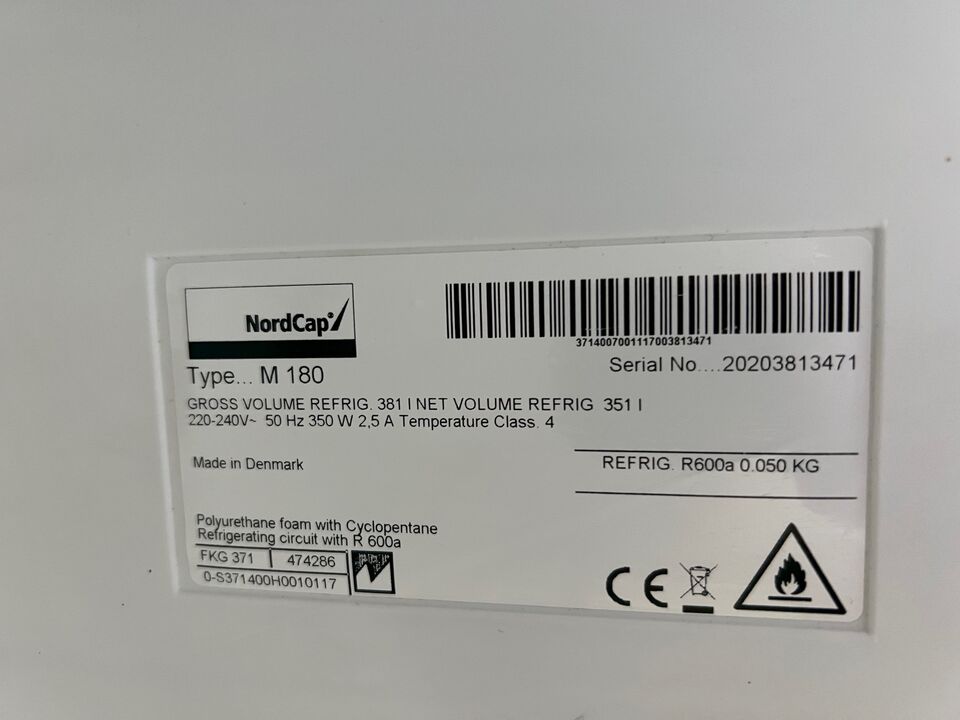 NordCap®
3714007001117003813471
Serial No....20203813471
Type... M 180
GROSS VOLUME REFRIG. 381 l NET VOLUME REFRIG 351 l
220-240V~ 50 Hz 350 W 2,5 A Temperature Class. 4
Made in Denmark
REFRIG. R600a 0.050 KG
Polyurethane foam with Cyclopentane
Refrigerating circuit with R 600a
FKG 371 474286
0-S371400H0010117
CE